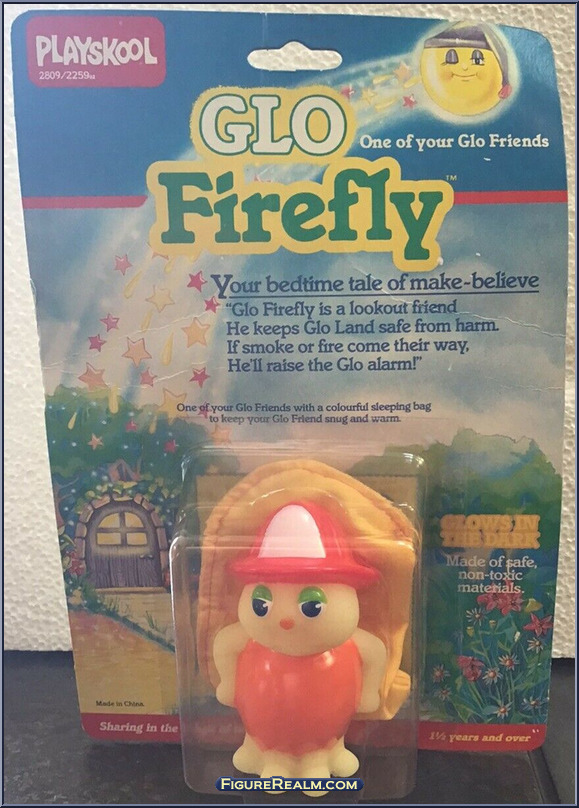 PLAYSKOOL
2809/2259
GLO
One of your Glo Friends
Firefly™
Your bedtime tale of make-believe
"Glo Firefly is a lookout friend
He keeps Glo Land safe from harm.
If smoke or fire come their way,
He'll raise the Glo alarm!"
One of your Glo Friends with a colourful sleeping bag
to keep your Glo Friend snug and warm.
GLOWS IN
THE DARK
Made of safe,
non-toxic
materials.
Made in China
Sharing in the
1½ years and over
FIGUREREALM.COM